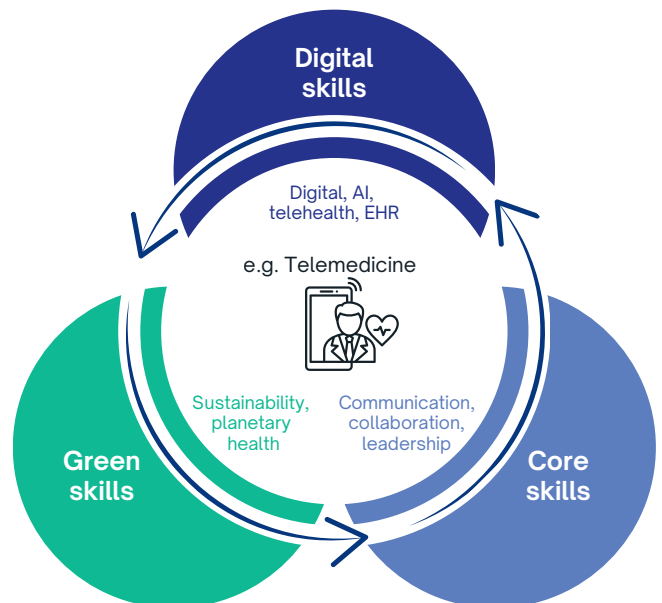 Digital
skills
Digital, AI,
telehealth, EHR
e.g. Telemedicine
Sustainability,
planetary
health
Communication,
collaboration,
leadership
Green
skills
Core
skills